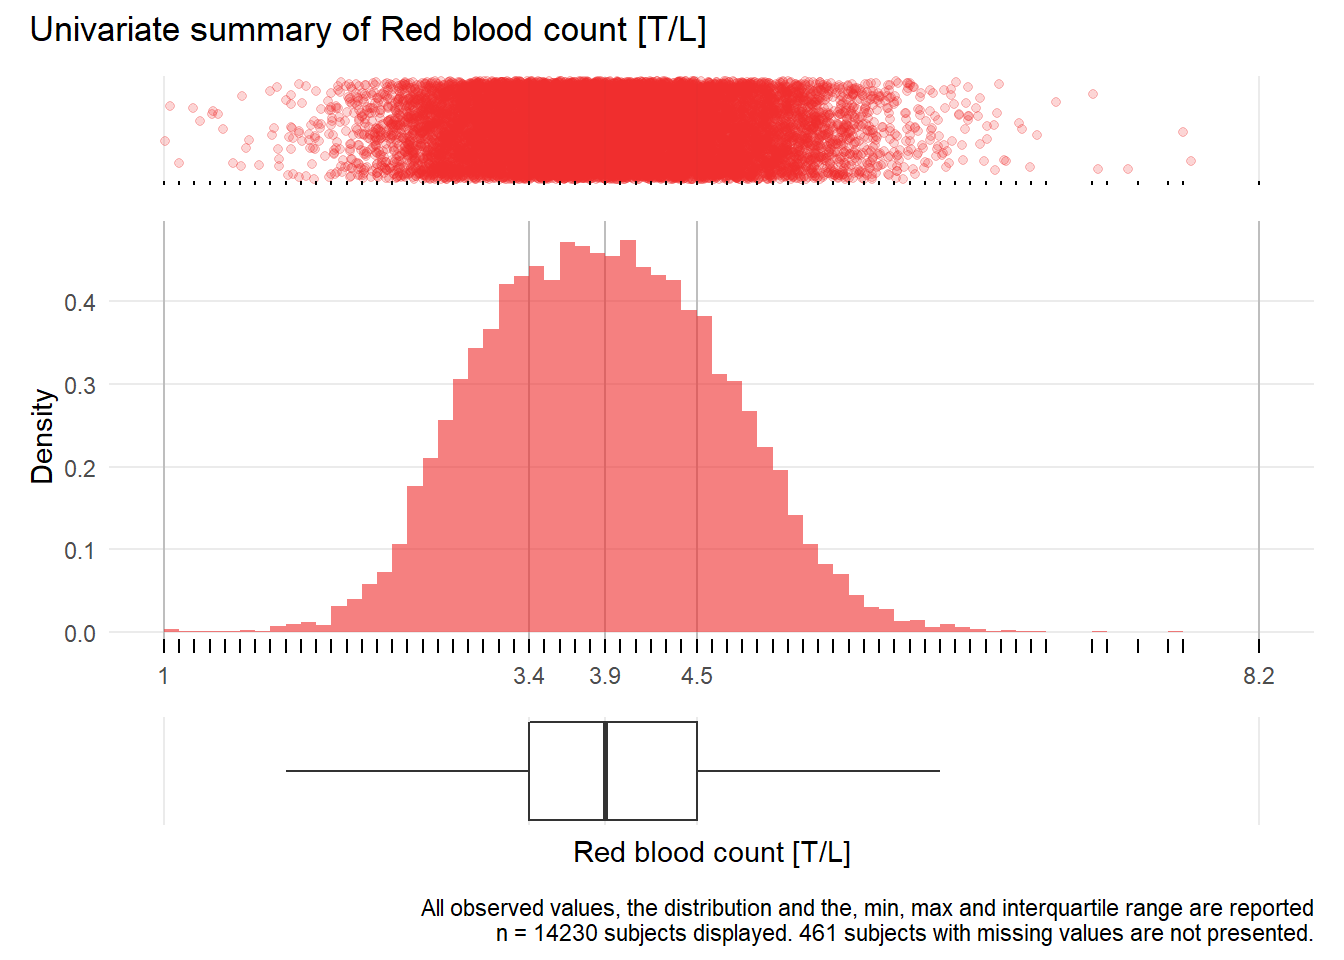 Univariate summary of Red blood count [T/L]
0.4
0.3
0.2
0.1
0.0
Density
1 3.4 3.9 4.5 8.2
Red blood count [T/L]
All observed values, the distribution and the, min, max and interquartile range are reported
n = 14230 subjects displayed. 461 subjects with missing values are not presented.